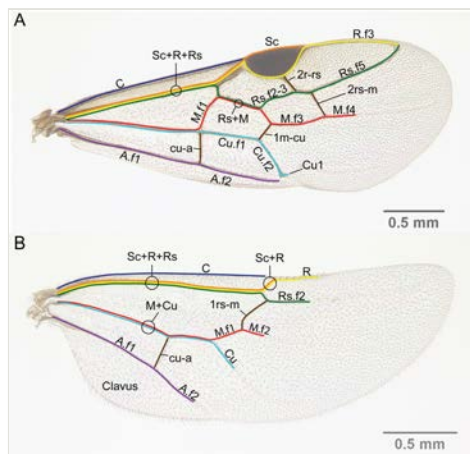 A
Sc
R.f3
Sc+R+Rs
C
2r-rs
Rs.f5
Rs.f2-3
2rs-m
M.f1
Rs+M
M.f3
M.f4
1m-cu
cu-a
Cu.f1
Cu.f2
Cu1
A.f1
A.f2
0.5 mm
B
Sc+R+Rs
Sc+R
C
R
Rs.f2
M+Cu
1rs-m
M.f1
M.f2
A.f1
cu-a
Cu
Clavus
A.f2
0.5 mm